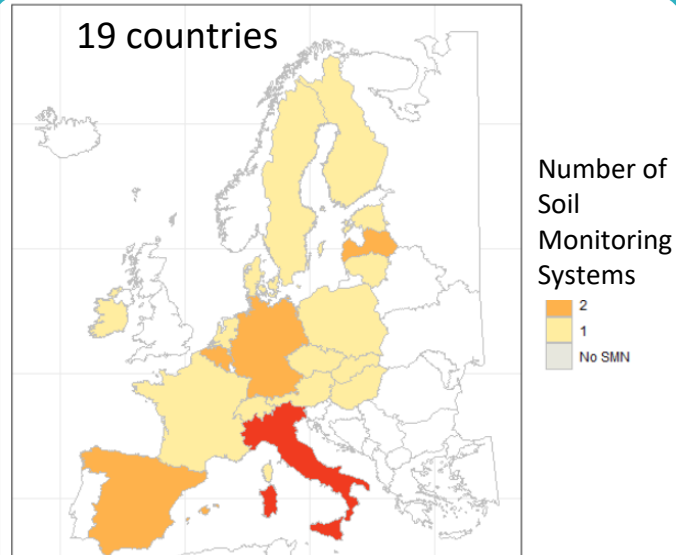 19 countries
Number of
Soil
Monitoring
Systems
2
1
No SMN